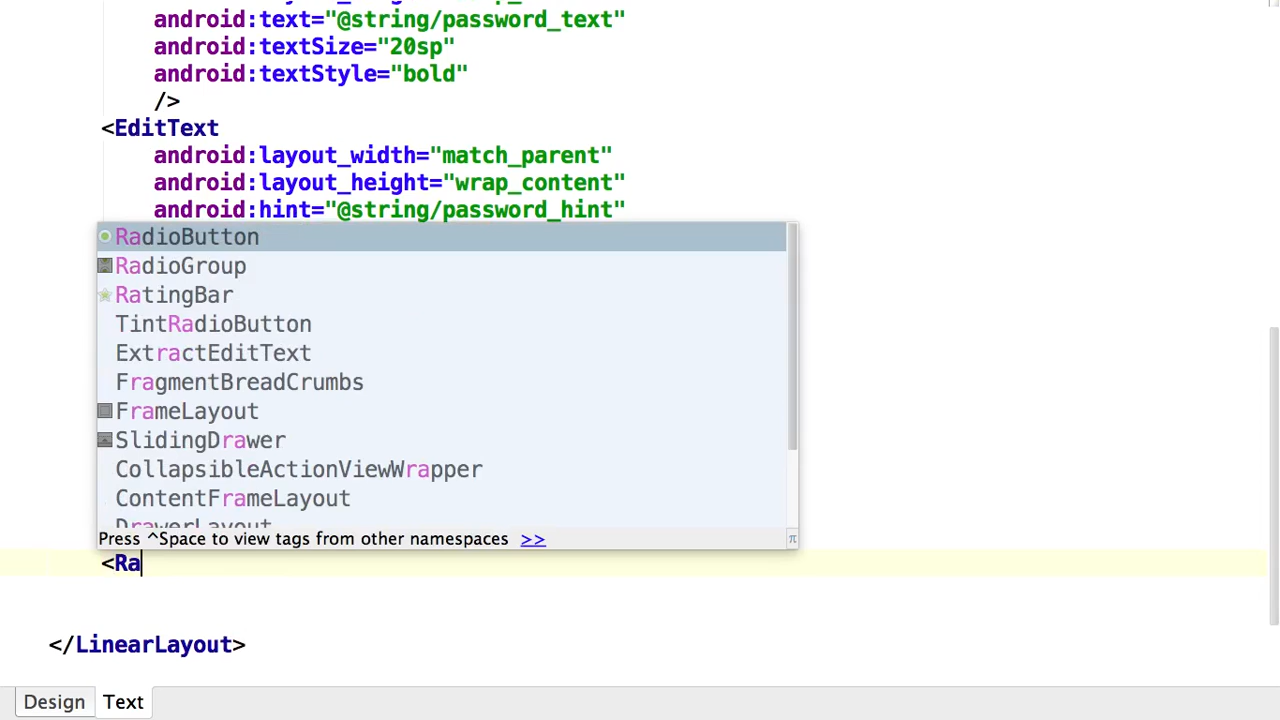 android:text="@string/password_text"
android:textSize="20sp"
android:textStyle="bold"
/>
<EditText
android:layout_width="match_parent"
android:layout_height="wrap_content"
android:hint="@string/password_hint"
RadioButton
RadioGroup
RatingBar
TintRadioButton
ExtractEditText
FragmentBreadCrumbs
FrameLayout
SlidingDrawer
CollapsibleActionViewWrapper
ContentFrameLayout
DrawerLayout
Press ^Space to view tags from other namespaces >> π
<Ra
</LinearLayout>
Design Text